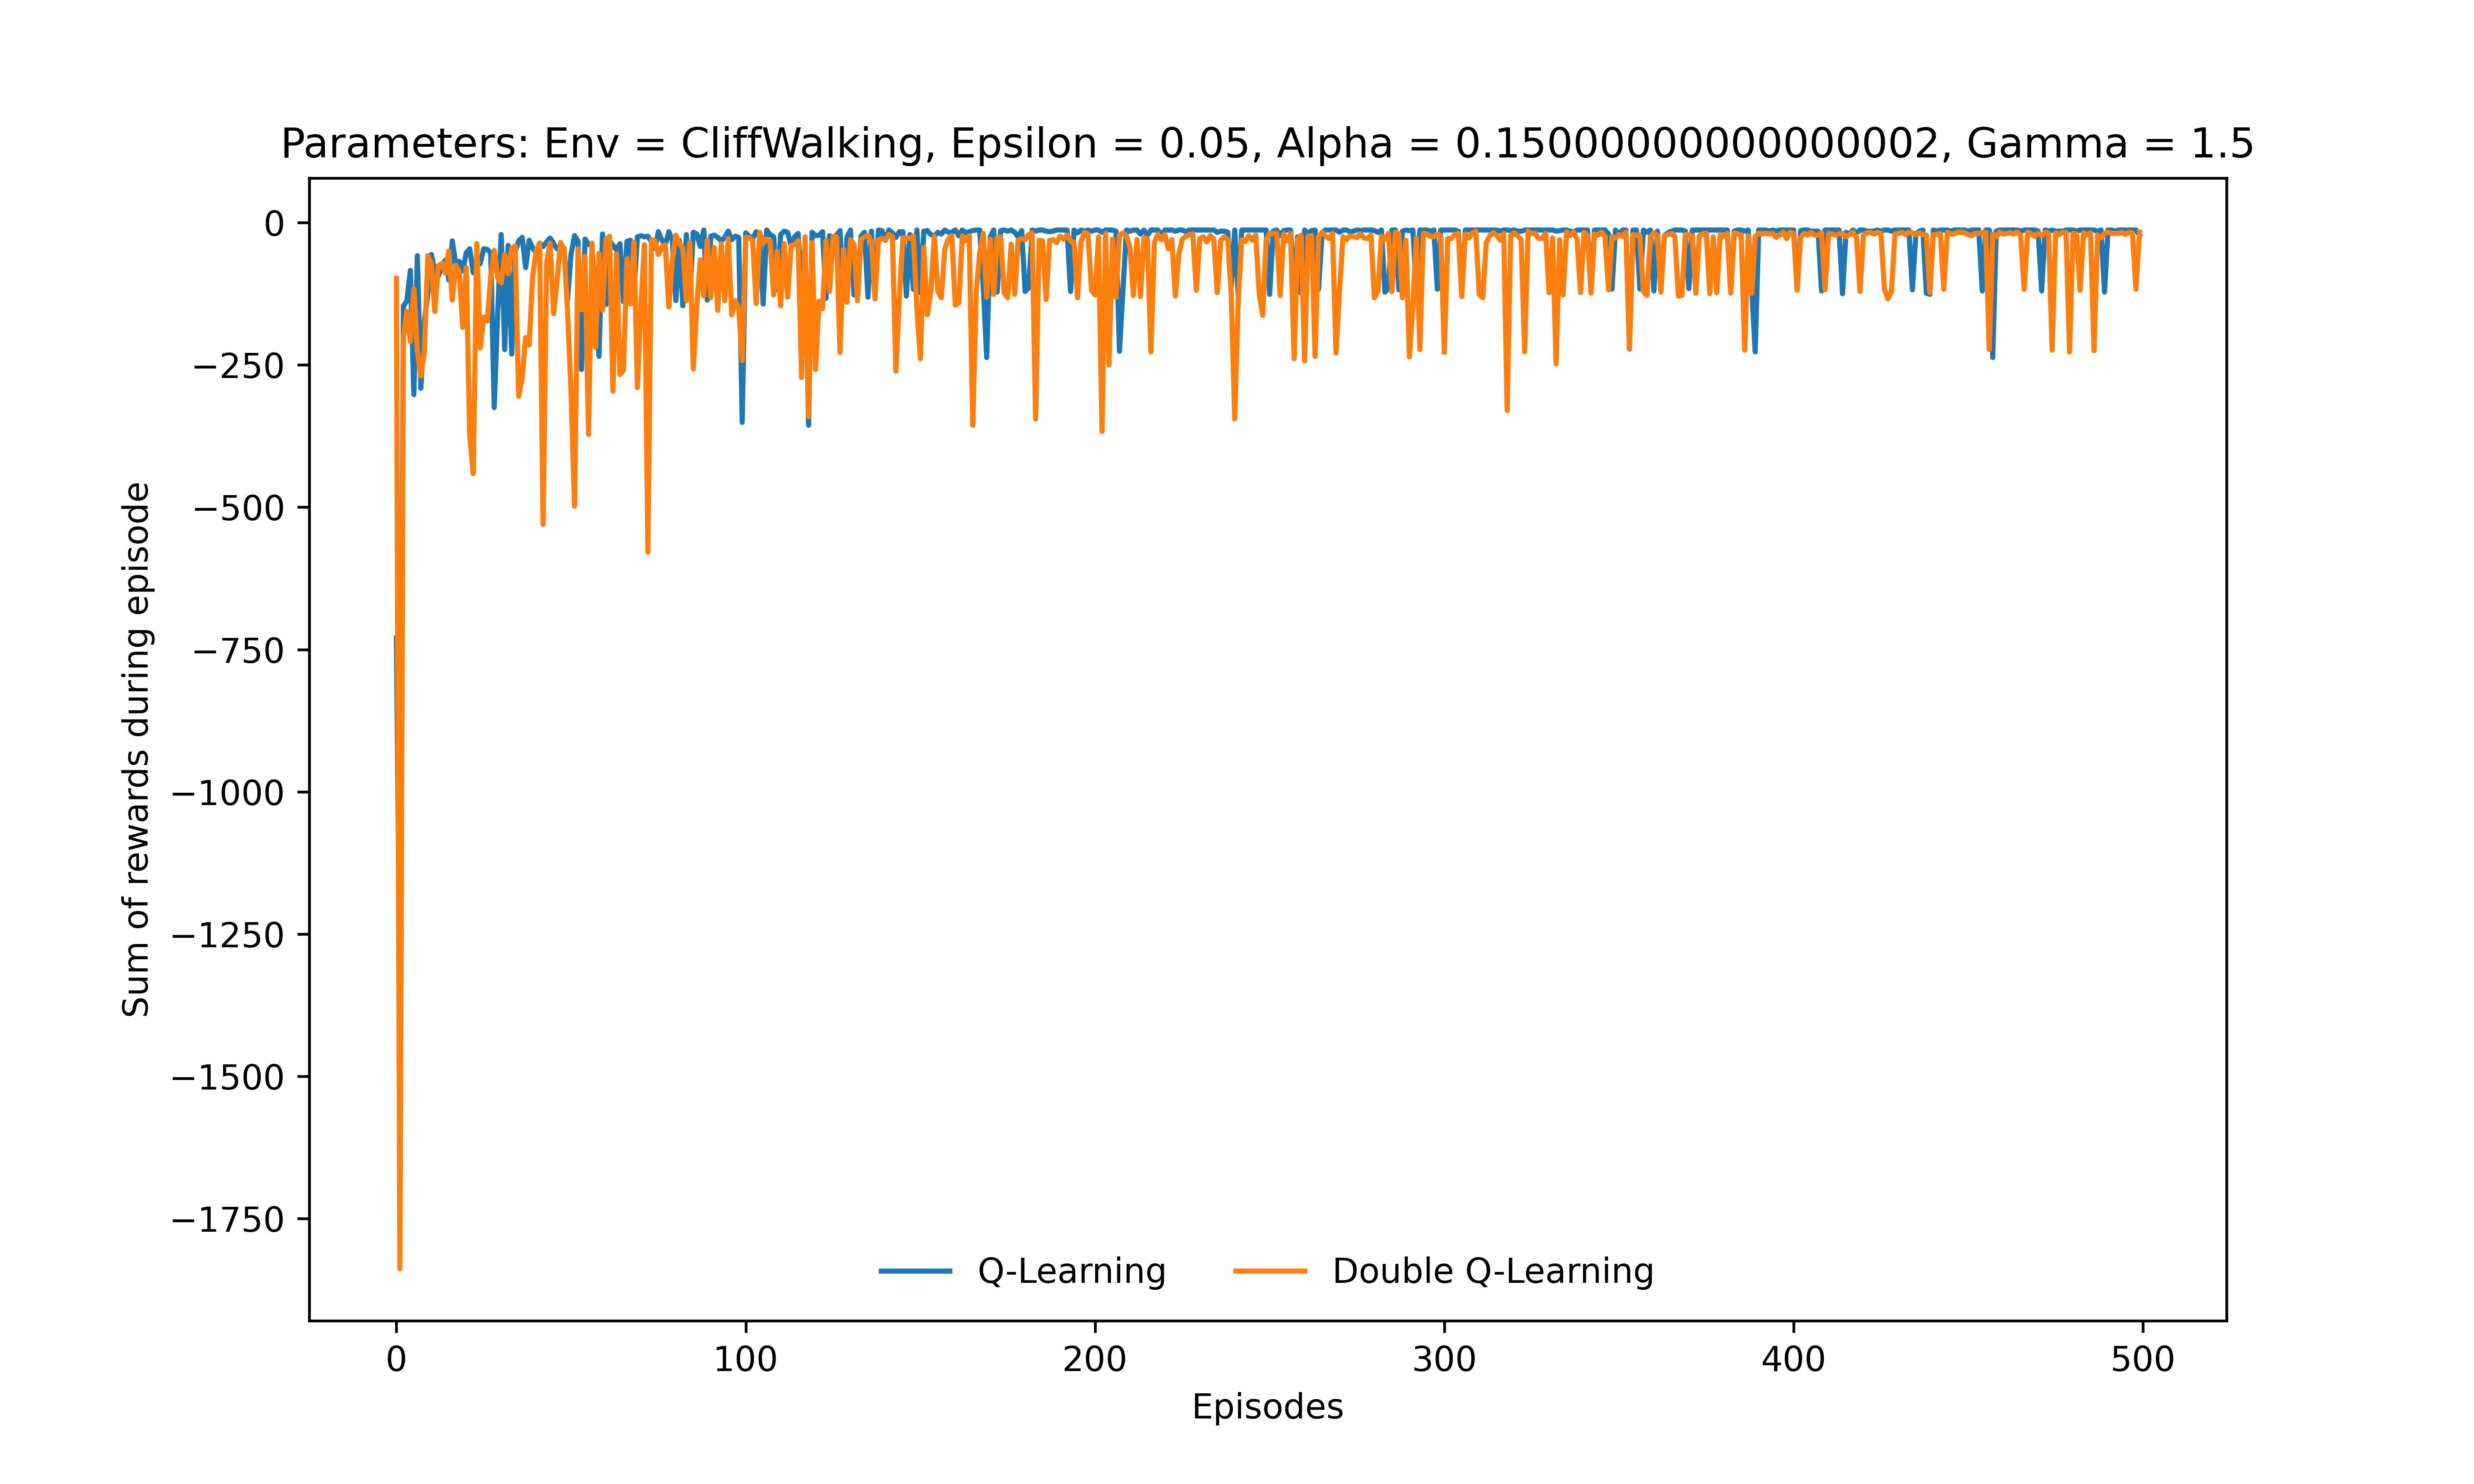 Parameters: Env = CliffWalking, Epsilon = 0.05, Alpha = 0.15000000000000002, Gamma = 1.5
Sum of rewards during episode
0
−250
−500
−750
−1000
−1250
−1500
−1750
Q-Learning
Double Q-Learning
0
100
200
300
400
500
Episodes